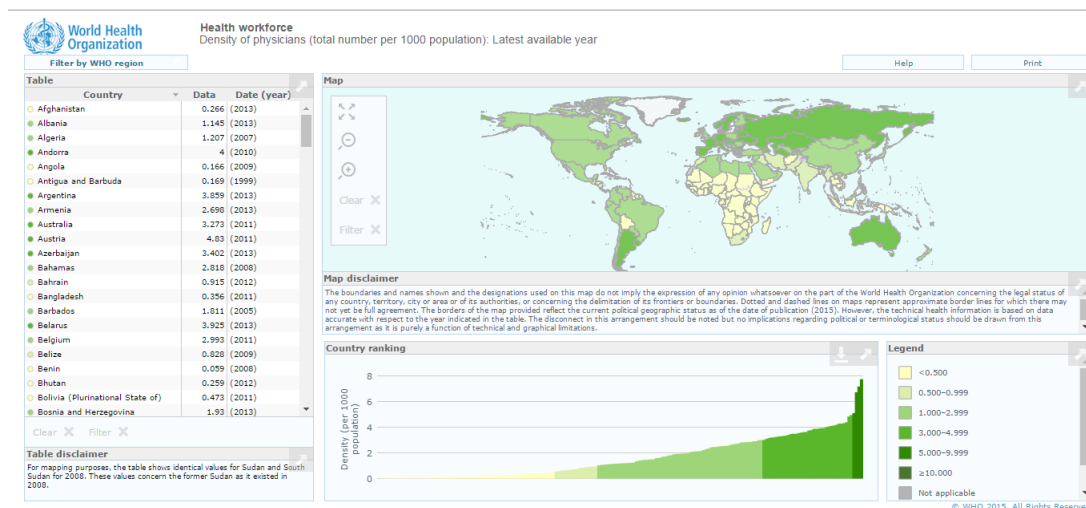 World Health
Organization
Health workforce
Density of physicians (total number per 1000 population): Latest available year
Filter by WHO region
Help
Print
Table
Country Data Date (year)
Afghanistan 0.266 (2013)
Albania 1.145 (2013)
Algeria 1.207 (2007)
Andorra 4 (2010)
Angola 0.166 (2009)
Antigua and Barbuda 0.169 (1999)
Argentina 3.859 (2013)
Armenia 2.698 (2013)
Australia 3.273 (2011)
Austria 4.83 (2011)
Azerbaijan 3.402 (2013)
Bahamas 2.818 (2008)
Bahrain 0.915 (2012)
Bangladesh 0.356 (2011)
Barbados 1.811 (2005)
Belarus 3.925 (2013)
Belgium 2.993 (2011)
Belize 0.828 (2009)
Benin 0.059 (2008)
Bhutan 0.259 (2012)
Bolivia (Plurinational State of) 0.473 (2011)
Bosnia and Herzegovina 1.93 (2013)
Clear Filter
Table disclaimer
For mapping purposes, the table shows identical values for Sudan and South
Sudan for 2008. These values concern the former Sudan as it existed in
2008.
Map
Clear
Filter
Map disclaimer
The boundaries and names shown and the designations used on this map do not imply the expression of any opinion whatsoever on the part of the World Health Organization concerning the legal status of
any country, territory, city or area or of its authorities, or concerning the delimitation of its frontiers or boundaries. Dotted and dashed lines on maps represent approximate border lines for which there may
not yet be full agreement. The borders of the map provided reflect the current political geographic status as of the date of publication (2015). However, the technical health information is based on data
accurate with respect to the year indicated in the table. The disconnect in this arrangement should be noted but no implications regarding political or terminological status should be drawn from this
arrangement as it is purely a function of technical and graphical limitations.
Country ranking
Density (per 1000
population)
8
6
4
2
0
Legend
<0.500
0.500–0.999
1.000–2.999
3.000–4.999
5.000–9.999
≥10.000
Not applicable
© WHO 2015. All Rights Reserve